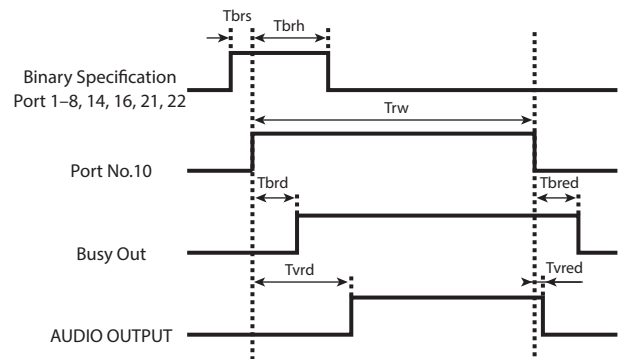 Tbrs
Tbrh
Binary Specification
Port 1–8, 14, 16, 21, 22
Trw
Port No.10
Tbrd
Tbred
Busy Out
Tvrd
Tvred
AUDIO OUTPUT